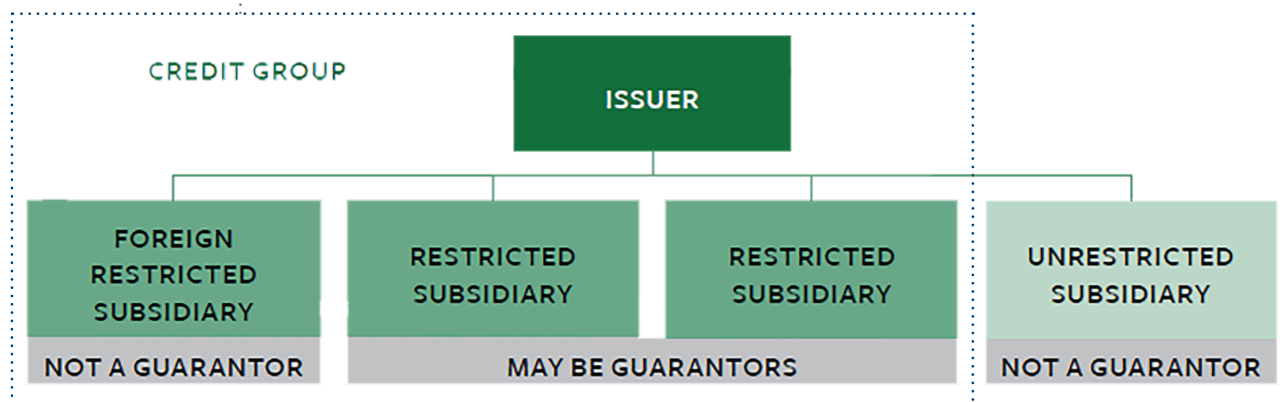 CREDIT GROUP
ISSUER
FOREIGN
RESTRICTED
SUBSIDIARY
RESTRICTED
SUBSIDIARY
RESTRICTED
SUBSIDIARY
UNRESTRICTED
SUBSIDIARY
NOT A GUARANTOR
MAY BE GUARANTORS
NOT A GUARANTOR